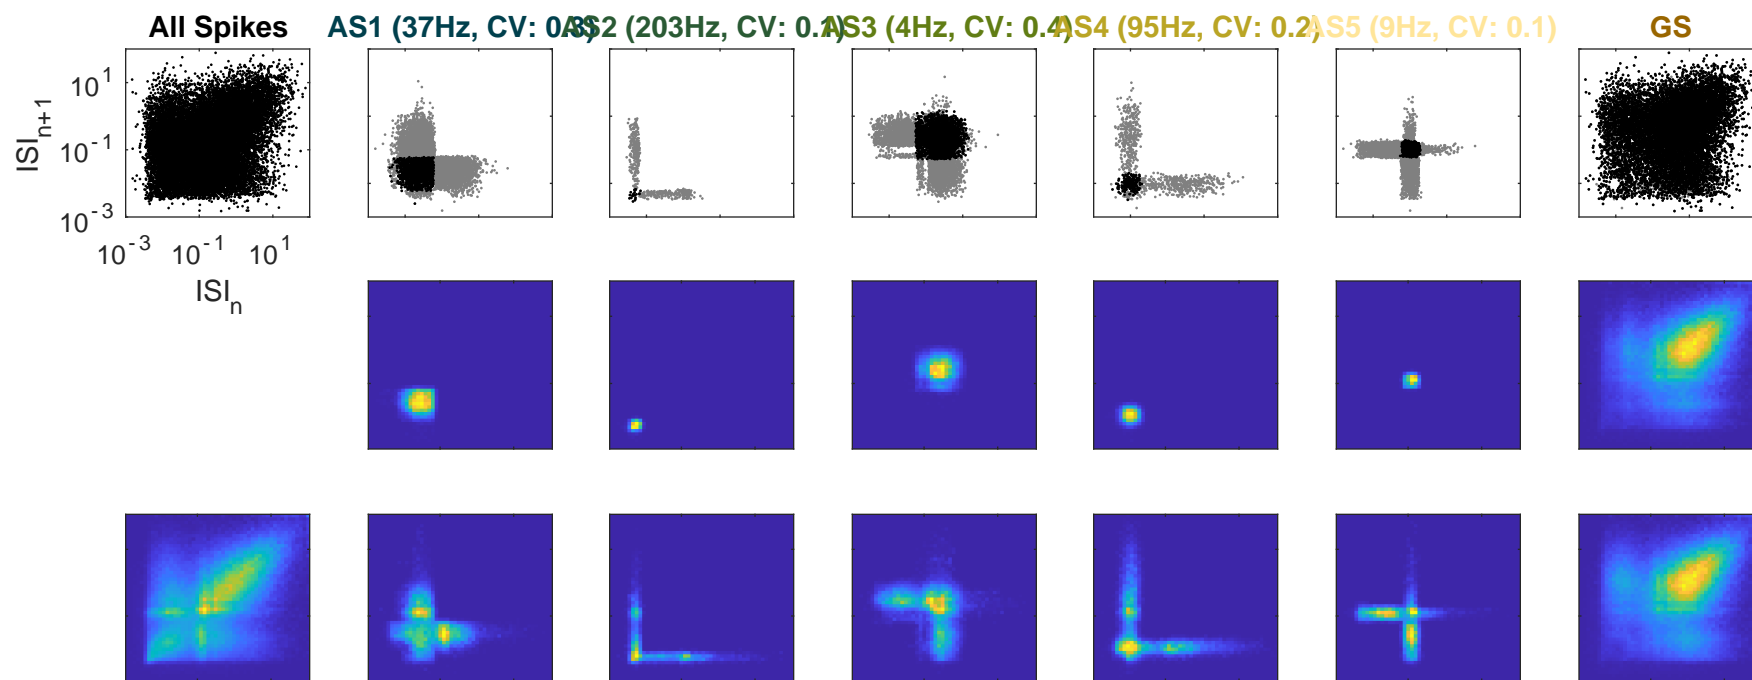 All Spikes
AS1 (37Hz, CV: 0.3)
AS2 (203Hz, CV: 0.1)
AS3 (4Hz, CV: 0.4)
AS4 (95Hz, CV: 0.2)
AS5 (9Hz, CV: 0.1)
GS
ISI_{n+1}
10^1
10^{-1}
10^{-3}
10^{-3} 10^{-1} 10^1
ISI_n